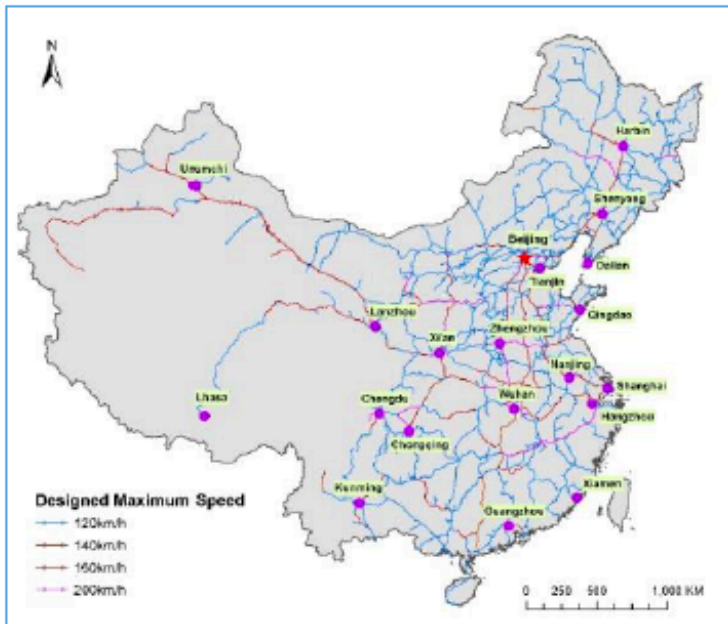 N
Harbin
Urumchi
Shenyang
Beijing
Dalian
Tianjin
Qingdao
Lanzhou
Xi'an
Zhengzhou
Nanjing
Shanghai
Lhasa
Chengdu
Wuhan
Hangzhou
Chongqing
Kunming
Xiamen
Guangzhou
Designed Maximum Speed
120km/h
140km/h
160km/h
200km/h
0 250 500 1,000 KM